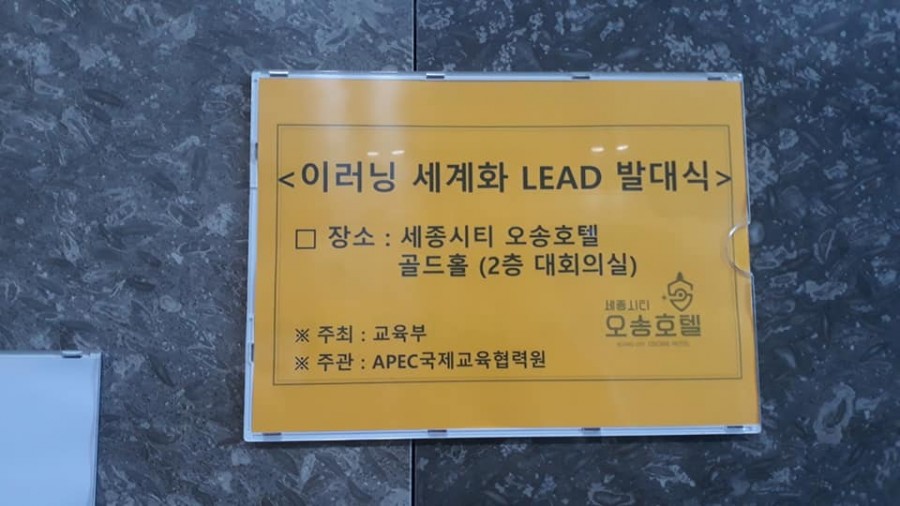 <이러닝 세계화 LEAD 발대식>
□ 장소 : 세종시티 오송호텔
골드홀 (2층 대회의실)
세종시티
오송호텔
※ 주최 : 교육부
※ 주관 : APEC국제교육협력원